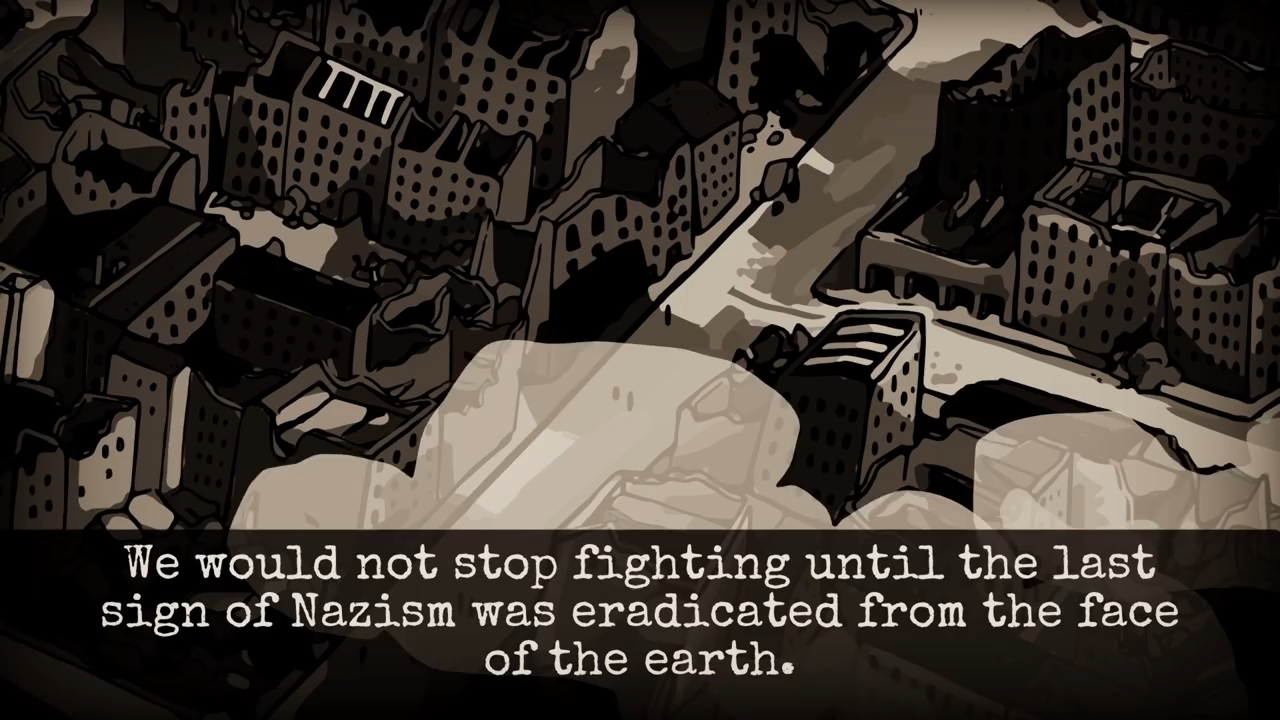 We would not stop fighting until the last
sign of Nazism was eradicated from the face
of the earth.